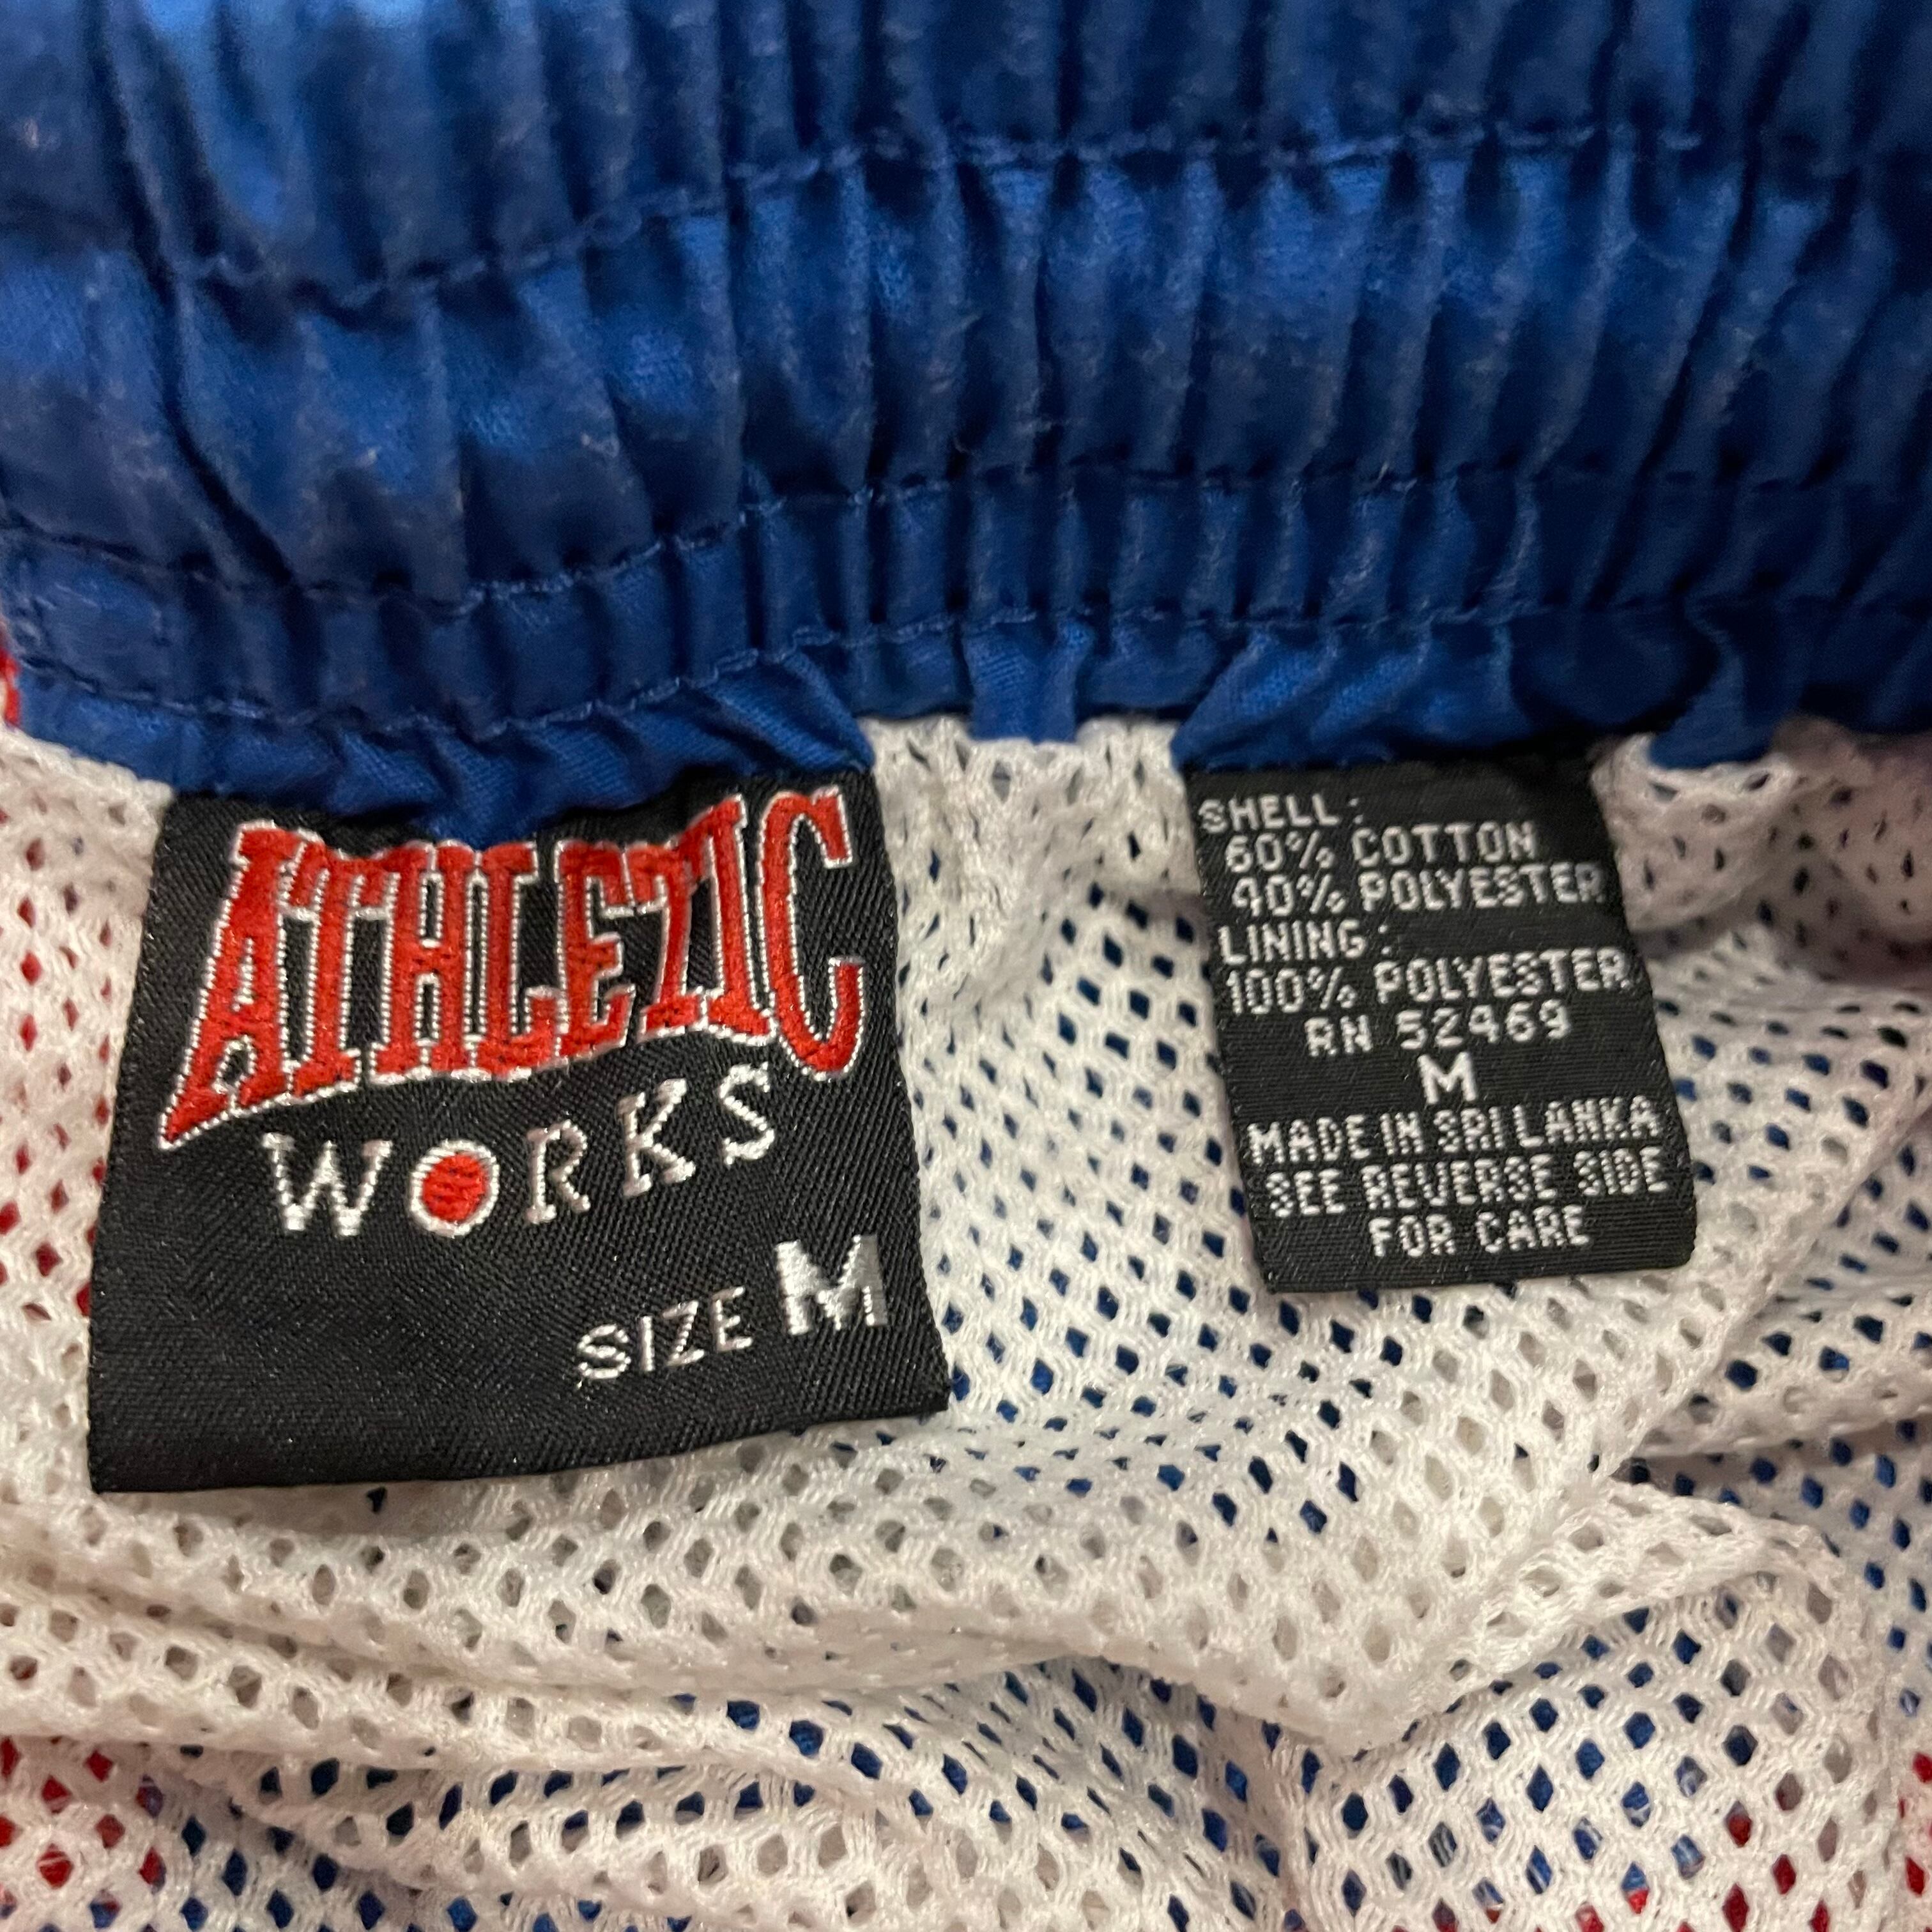 ATHLETIC
WORKS
SIZE M
SHELL :
60% COTTON
40% POLYESTER
LINING :
100% POLYESTER
RN 52469
M
MADE IN SRI LANKA
SEE REVERSE SIDE
FOR CARE